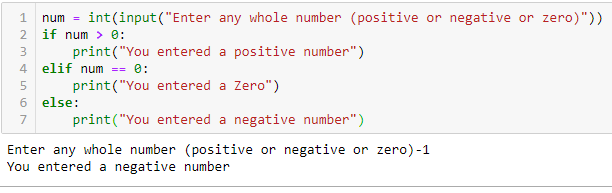 1 num = int(input("Enter any whole number (positive or negative or zero)"))
2 if num > 0:
3     print("You entered a positive number")
4 elif num == 0:
5     print("You entered a Zero")
6 else:
7     print("You entered a negative number")
Enter any whole number (positive or negative or zero)-1
You entered a negative number